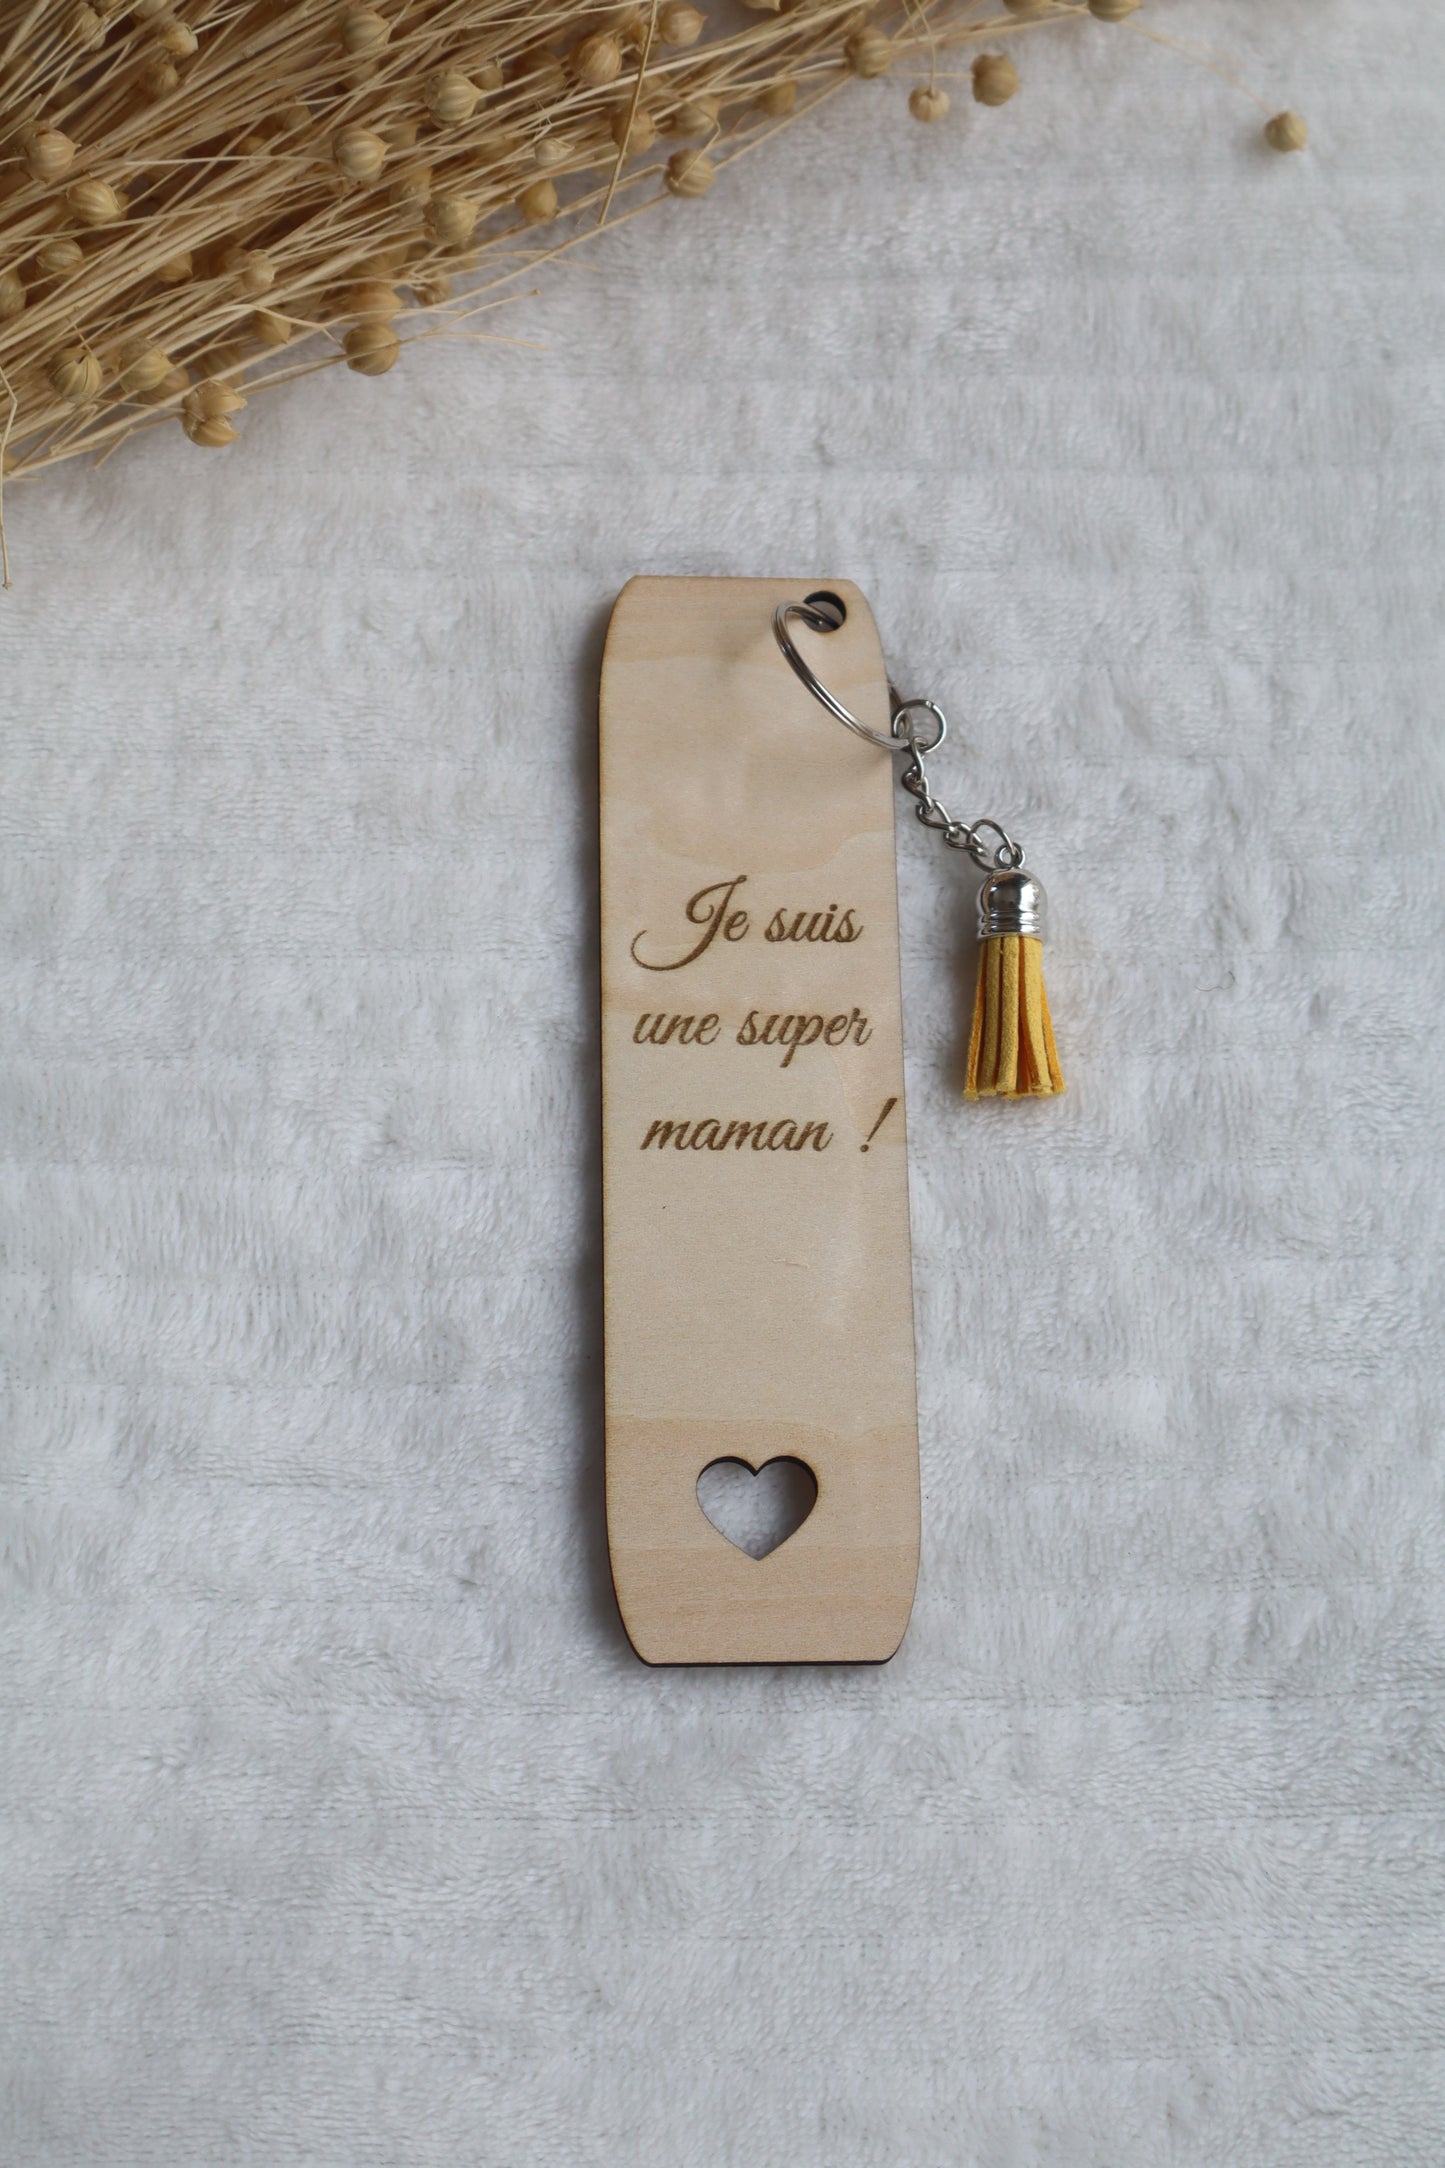 Je suis
une super
maman !